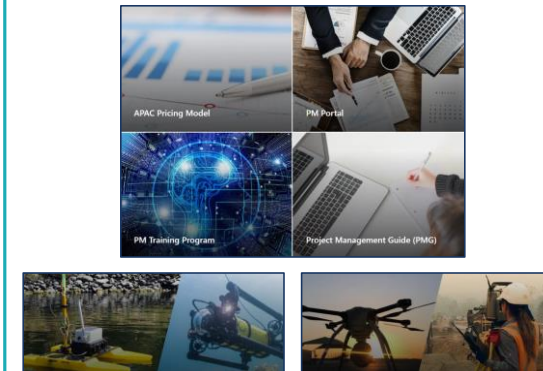 APAC Pricing Model
PM Portal
PM Training Program
Project Management Guide (PMG)